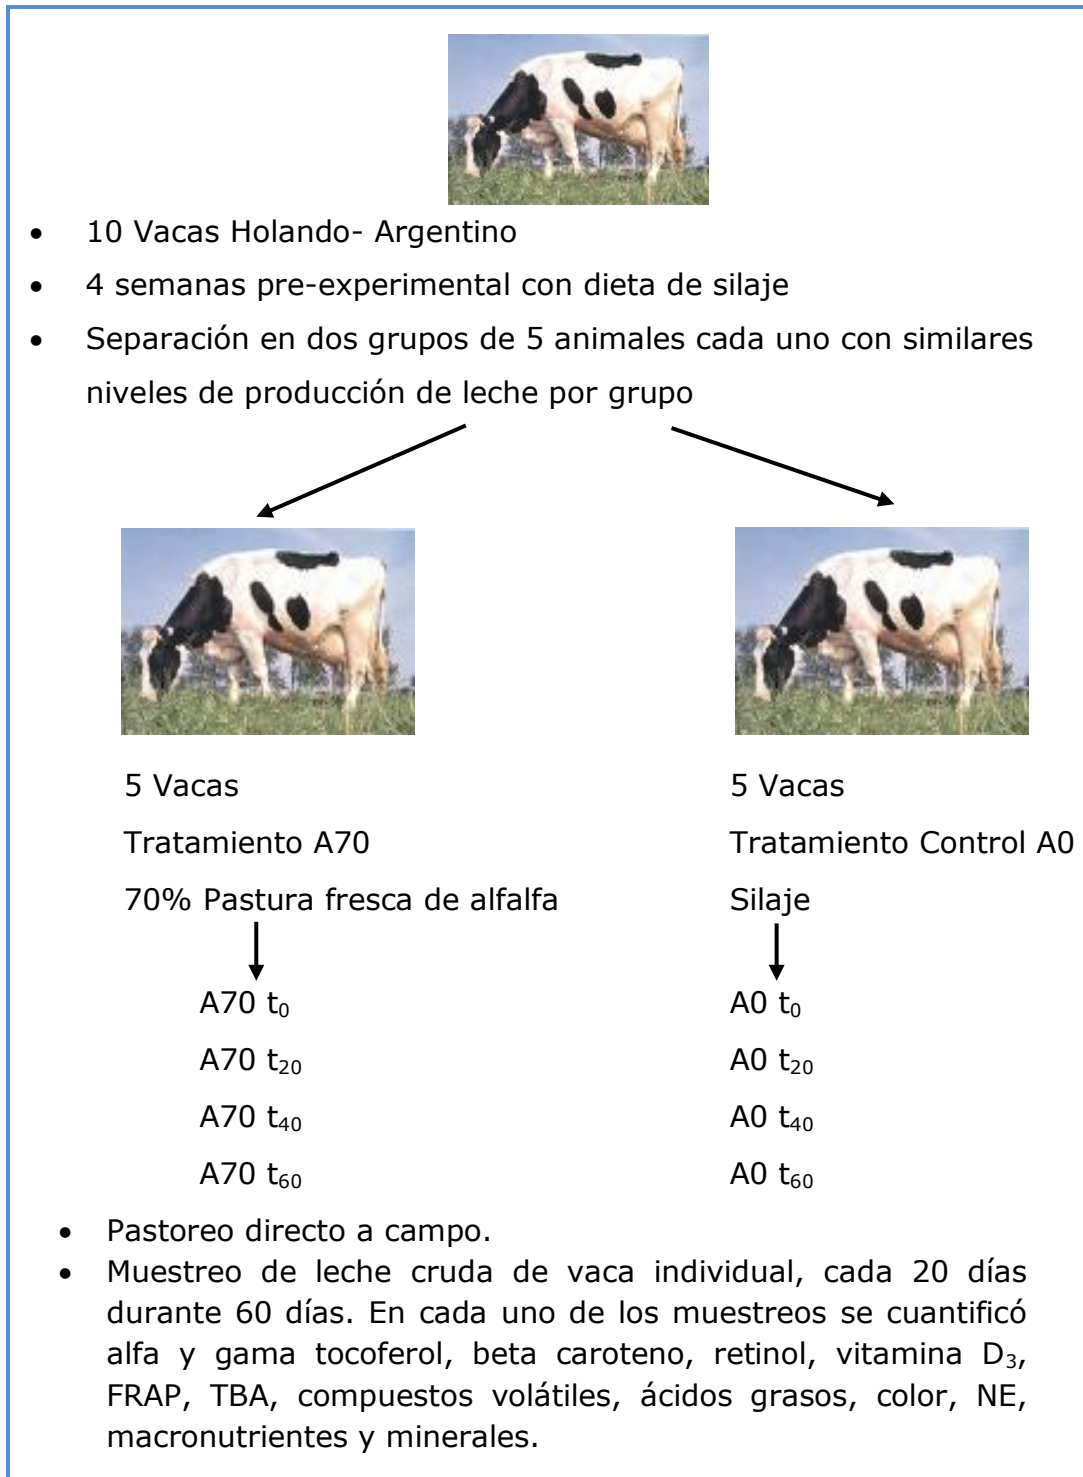 • 10 Vacas Holando- Argentino
• 4 semanas pre-experimental con dieta de silaje
• Separación en dos grupos de 5 animales cada uno con similares
niveles de producción de leche por grupo
5 Vacas
Tratamiento A70
70% Pastura fresca de alfalfa
A70 t₀
A70 t₂₀
A70 t₄₀
A70 t₆₀
5 Vacas
Tratamiento Control A0
Silaje
A0 t₀
A0 t₂₀
A0 t₄₀
A0 t₆₀
• Pastoreo directo a campo.
• Muestreo de leche cruda de vaca individual, cada 20 días
durante 60 días. En cada uno de los muestreos se cuantificó
alfa y gama tocoferol, beta caroteno, retinol, vitamina D₃,
FRAP, TBA, compuestos volátiles, ácidos grasos, color, NE,
macronutrientes y minerales.